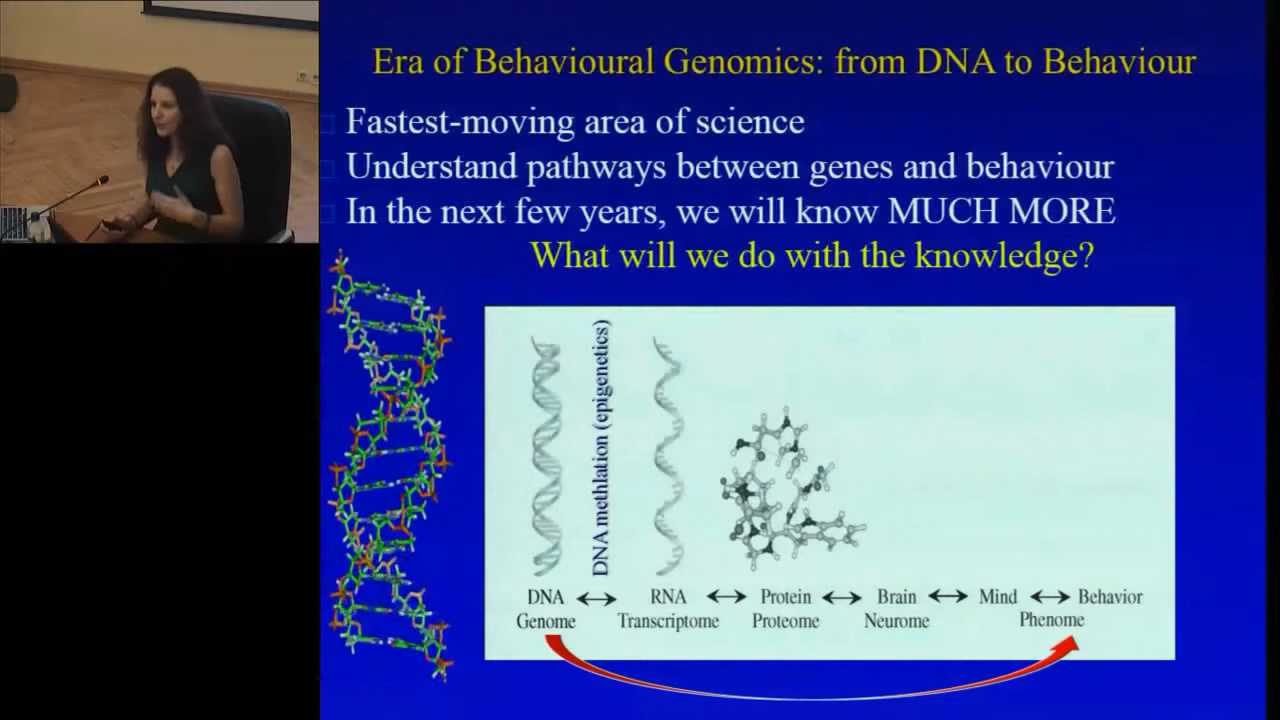 Era of Behavioural Genomics: from DNA to Behaviour
Fastest-moving area of science
Understand pathways between genes and behaviour
In the next few years, we will know MUCH MORE
What will we do with the knowledge?
DNA methlation (epigenetics)
DNA RNA Protein Brain Mind Behavior
Genome Transcriptome Proteome Neurome Phenome